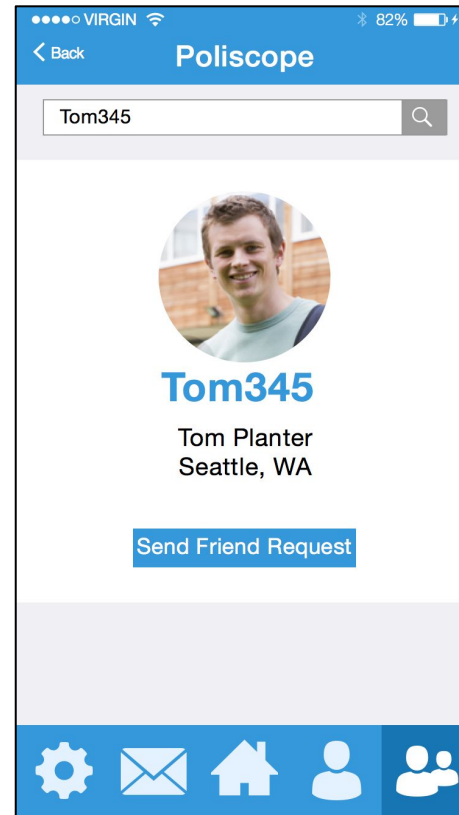 VIRGIN 82%
Back Poliscope
Tom345
Tom345
Tom Planter
Seattle, WA
Send Friend Request